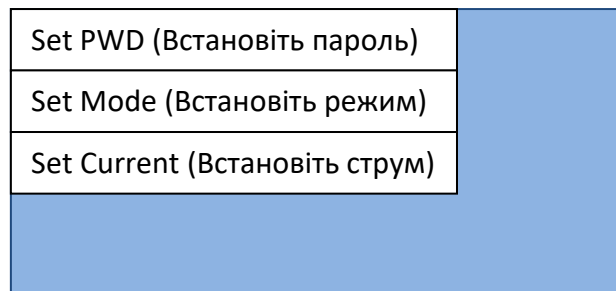 Set PWD (Встановіть пароль)
Set Mode (Встановіть режим)
Set Current (Встановіть струм)